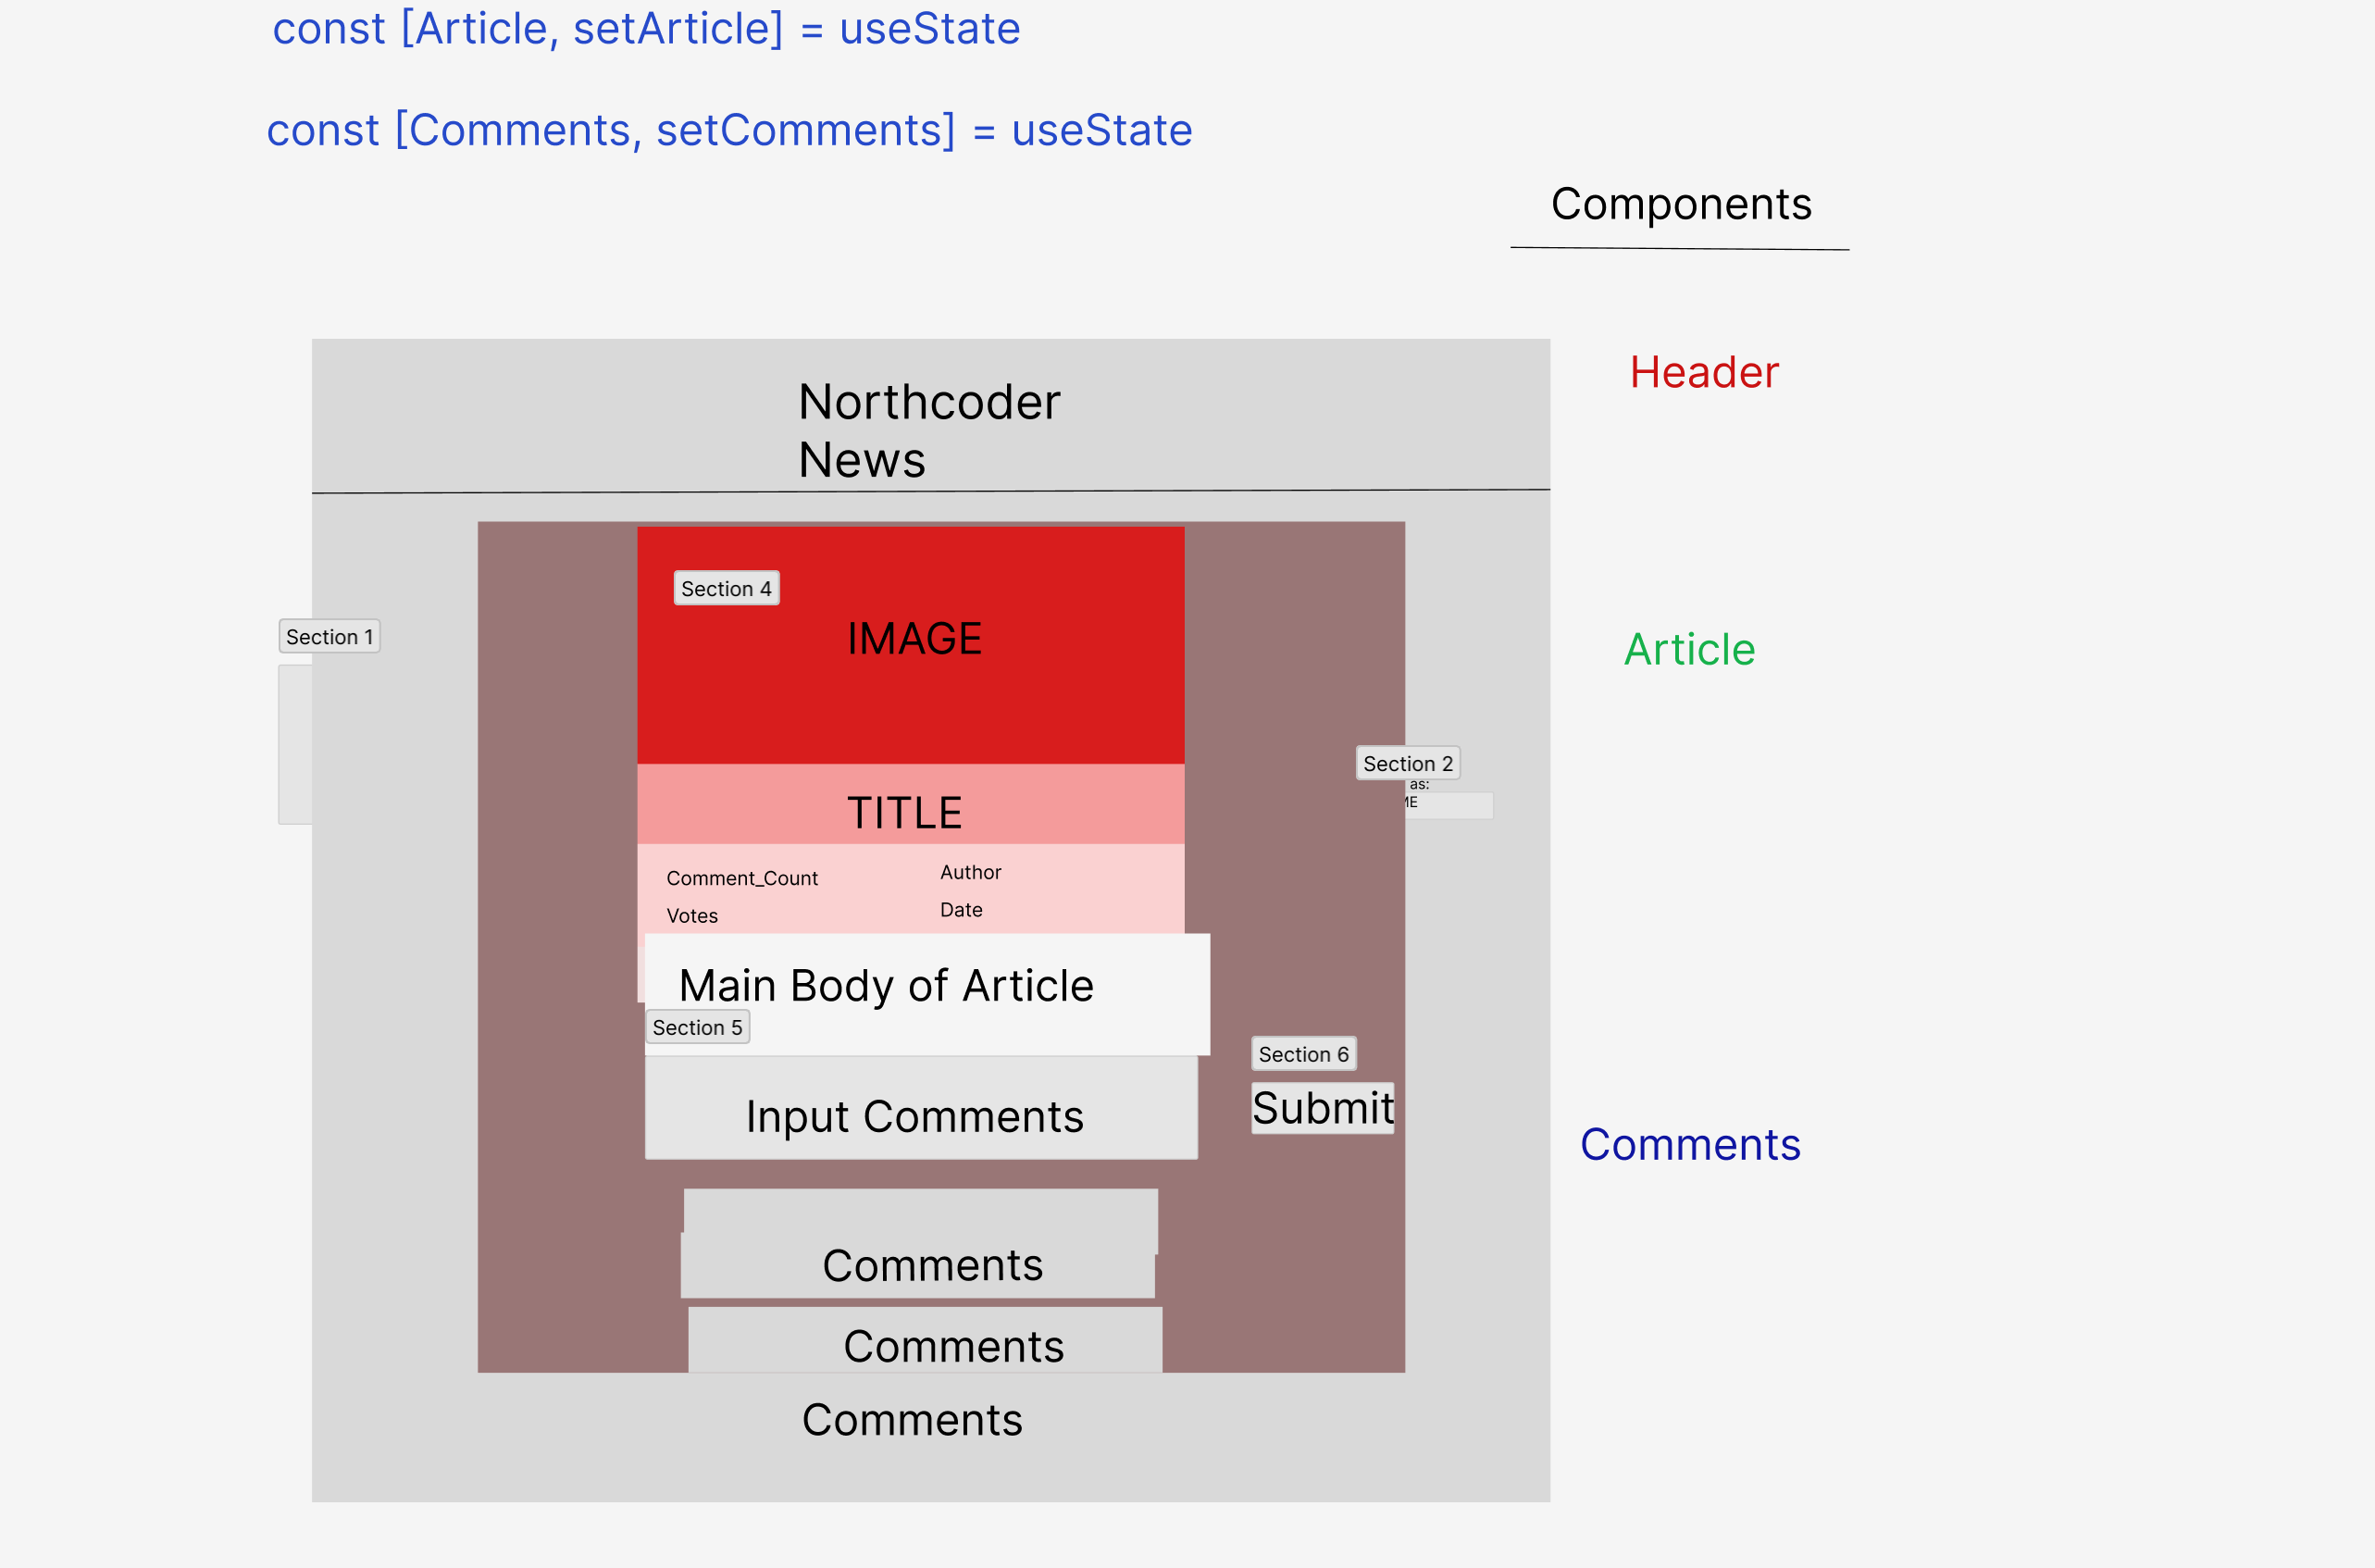 const [Article, setArticle] = useState
const [Comments, setComments] = useState
Components
Northcoder
News
Header
Section 4
IMAGE
Section 1
Article
Section 2
as:
TITLE
Comment_Count
Author
Votes
Date
Main Body of Article
Section 5
Section 6
Input Comments
Submit
Comments
Comments
Comments
Comments